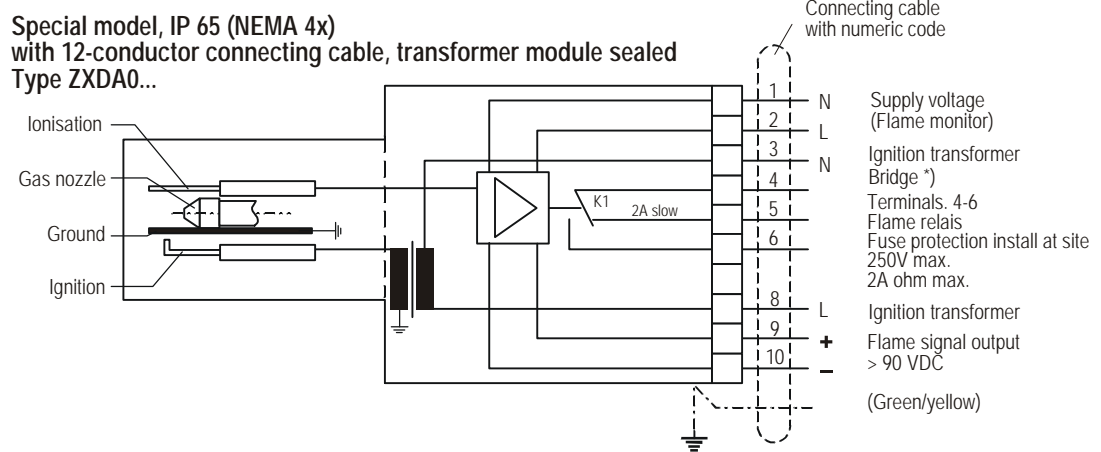 Special model, IP 65 (NEMA 4x)
with 12-conductor connecting cable, transformer module sealed
Type ZXDA0...
Connecting cable
with numeric code
Ionisation
Gas nozzle
Ground
Ignition
K1
2A slow
1
2
3
4
5
6
8
9
10
N
L
N
L
+
–
Supply voltage
(Flame monitor)
Ignition transformer
Bridge *)
Terminals. 4-6
Flame relais
Fuse protection install at site
250V max.
2A ohm max.
Ignition transformer
Flame signal output
> 90 VDC
(Green/yellow)